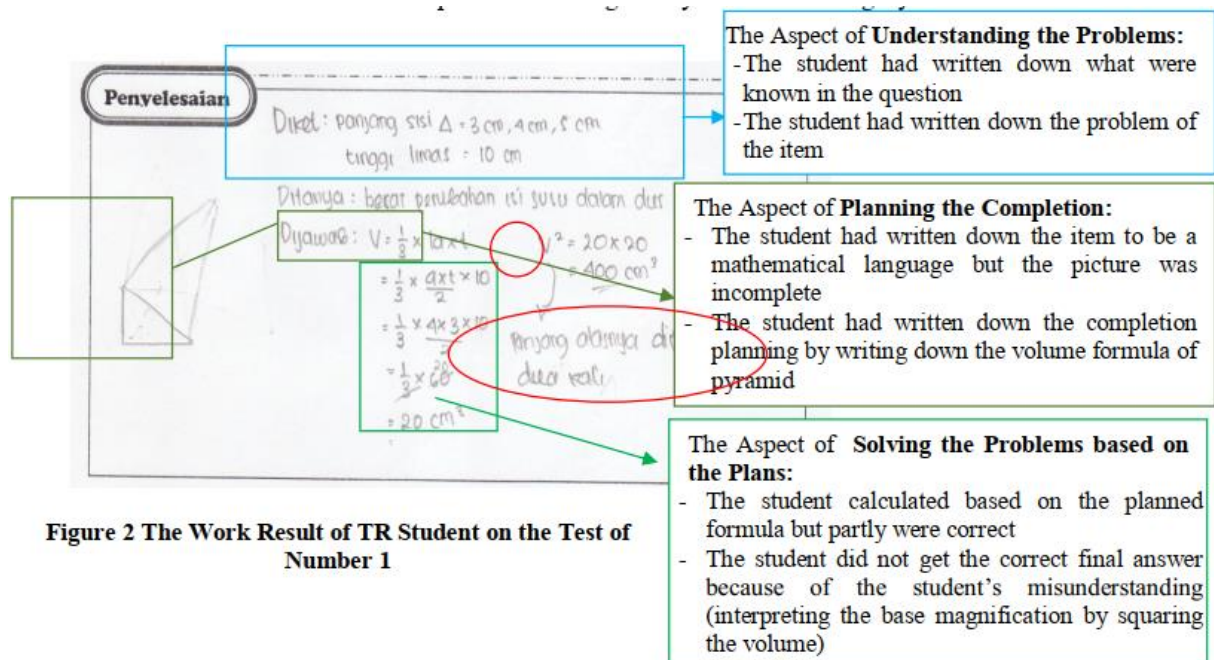 Penyelesaian
Diket : panjang sisi Δ = 3 cm, 4 cm, 5 cm
tinggi limas = 10 cm
Ditanya : besar perubahan isi susu dalam dus
Dijawab : V = 1/3 × la × t
= 1/3 × axt/2 × 10
= 1/3 × 4×3×10
= 1/3 ×
= 20 cm³
V² = 20 × 20
= 400 cm³
Panjang alasnya
dua kali
The Aspect of Understanding the Problems:
-The student had written down what were
known in the question
-The student had written down the problem of
the item
The Aspect of Planning the Completion:
- The student had written down the item to be a
mathematical language but the picture was
incomplete
- The student had written down the completion
planning by writing down the volume formula of
pyramid
The Aspect of Solving the Problems based on
the Plans:
- The student calculated based on the planned
formula but partly were correct
- The student did not get the correct final answer
because of the student's misunderstanding
(interpreting the base magnification by squaring
the volume)
Figure 2 The Work Result of TR Student on the Test of
Number 1